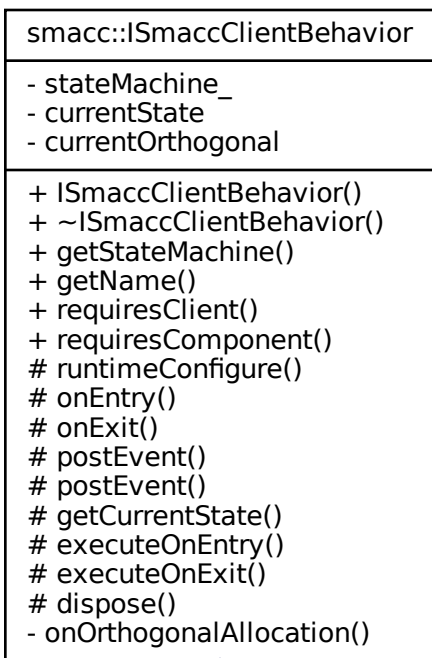 smacc::ISmaccClientBehavior
- stateMachine_
- currentState
- currentOrthogonal
+ ISmaccClientBehavior()
+ ~ISmaccClientBehavior()
+ getStateMachine()
+ getName()
+ requiresClient()
+ requiresComponent()
# runtimeConfigure()
# onEntry()
# onExit()
# postEvent()
# postEvent()
# getCurrentState()
# executeOnEntry()
# executeOnExit()
# dispose()
- onOrthogonalAllocation()